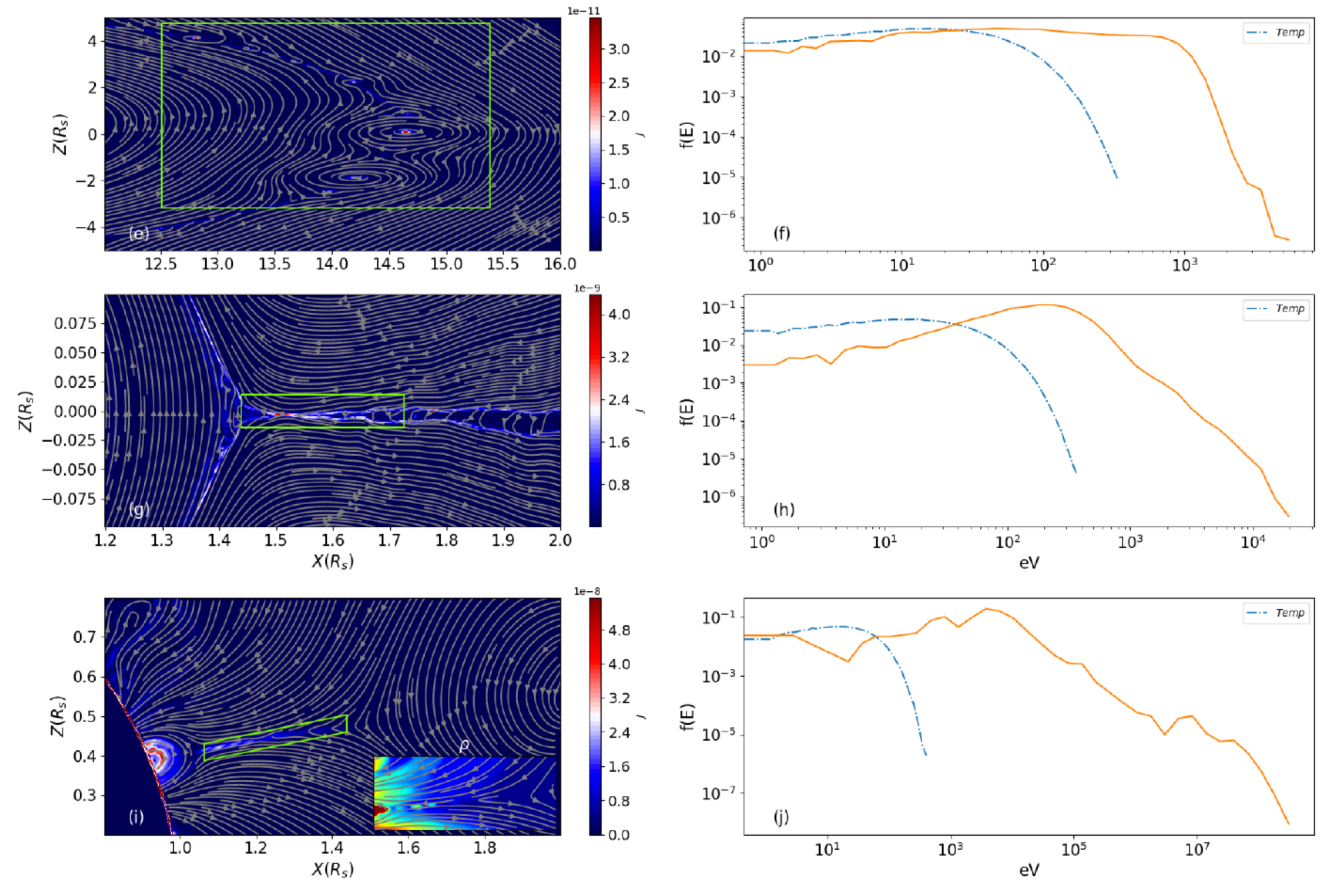 1e−11
4
2
0
−2
−4
Z(R_s)
(e)
12.5 13.0 13.5 14.0 14.5 15.0 15.5 16.0
3.0
2.5
2.0
1.5
1.0
0.5
J
10^−2
10^−3
10^−4
10^−5
10^−6
f(E)
Temp
(f)
10^0 10^1 10^2 10^3
1e−9
0.075
0.050
0.025
0.000
−0.025
−0.050
−0.075
Z(R_s)
(g)
1.2 1.3 1.4 1.5 1.6 1.7 1.8 1.9 2.0
X(R_s)
4.0
3.2
2.4
1.6
0.8
J
10^−1
10^−2
10^−3
10^−4
10^−5
10^−6
f(E)
Temp
(h)
10^0 10^1 10^2 10^3 10^4
eV
1e−8
0.7
0.6
0.5
0.4
0.3
Z(R_s)
ρ
(i)
1.0 1.2 1.4 1.6 1.8
X(R_s)
4.8
4.0
3.2
2.4
1.6
0.8
0.0
J
10^−1
10^−3
10^−5
10^−7
f(E)
Temp
(j)
10^1 10^3 10^5 10^7
eV